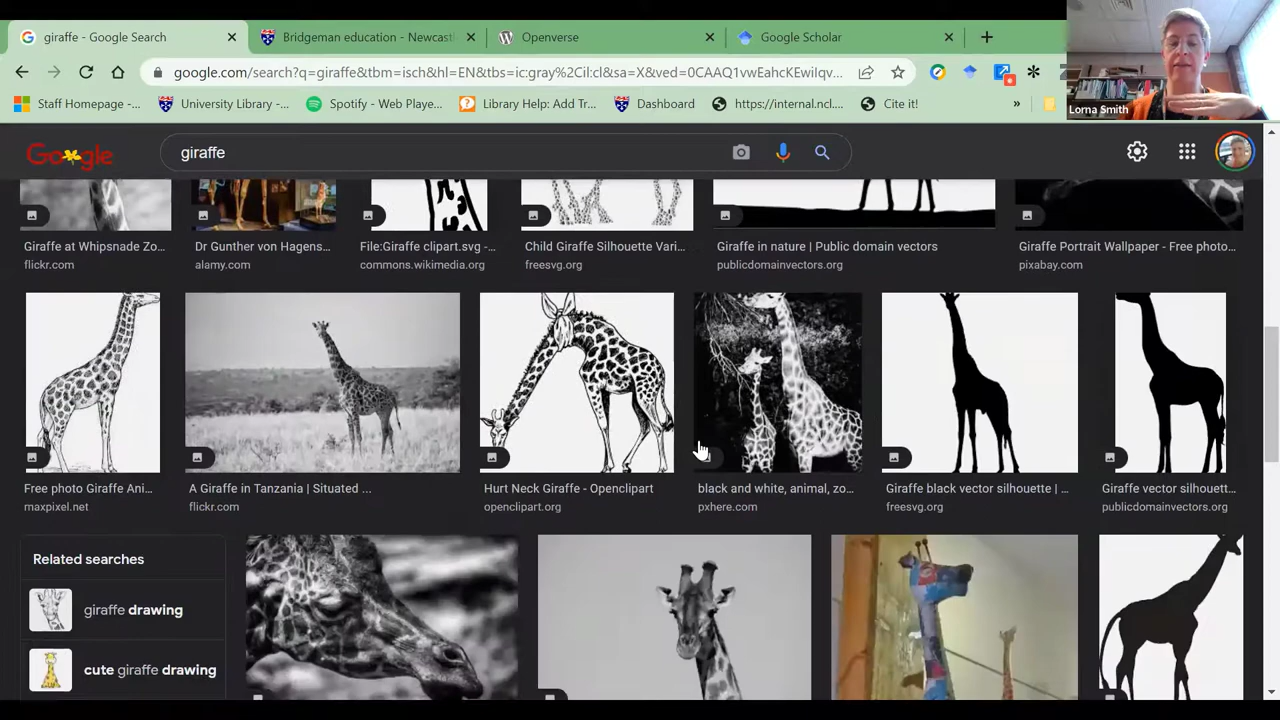 giraffe - Google Search
Bridgeman education - Newcastl
Openverse
Google Scholar
google.com/search?q=giraffe&tbm=isch&hl=EN&tbs=ic:gray%2Cil:cl&sa=X&ved=0CAAQ1vwEahcKEwilqv...
Staff Homepage -...
University Library -...
Spotify - Web Playe...
Library Help: Add Tr...
Dashboard
https://internal.ncl...
Cite it!
»
Lorna Smith
Google
giraffe
Giraffe at Whipsnade Zo...
flickr.com
Dr Gunther von Hagens...
alamy.com
File:Giraffe clipart.svg -...
commons.wikimedia.org
Child Giraffe Silhouette Vari...
freesvg.org
Giraffe in nature | Public domain vectors
publicdomainvectors.org
Giraffe Portrait Wallpaper - Free photo...
pixabay.com
Free photo Giraffe Ani...
maxpixel.net
A Giraffe in Tanzania | Situated ...
flickr.com
Hurt Neck Giraffe - Openclipart
openclipart.org
black and white, animal, zo...
pxhere.com
Giraffe black vector silhouette | ...
freesvg.org
Giraffe vector silhouett...
publicdomainvectors.org
Related searches
giraffe drawing
cute giraffe drawing